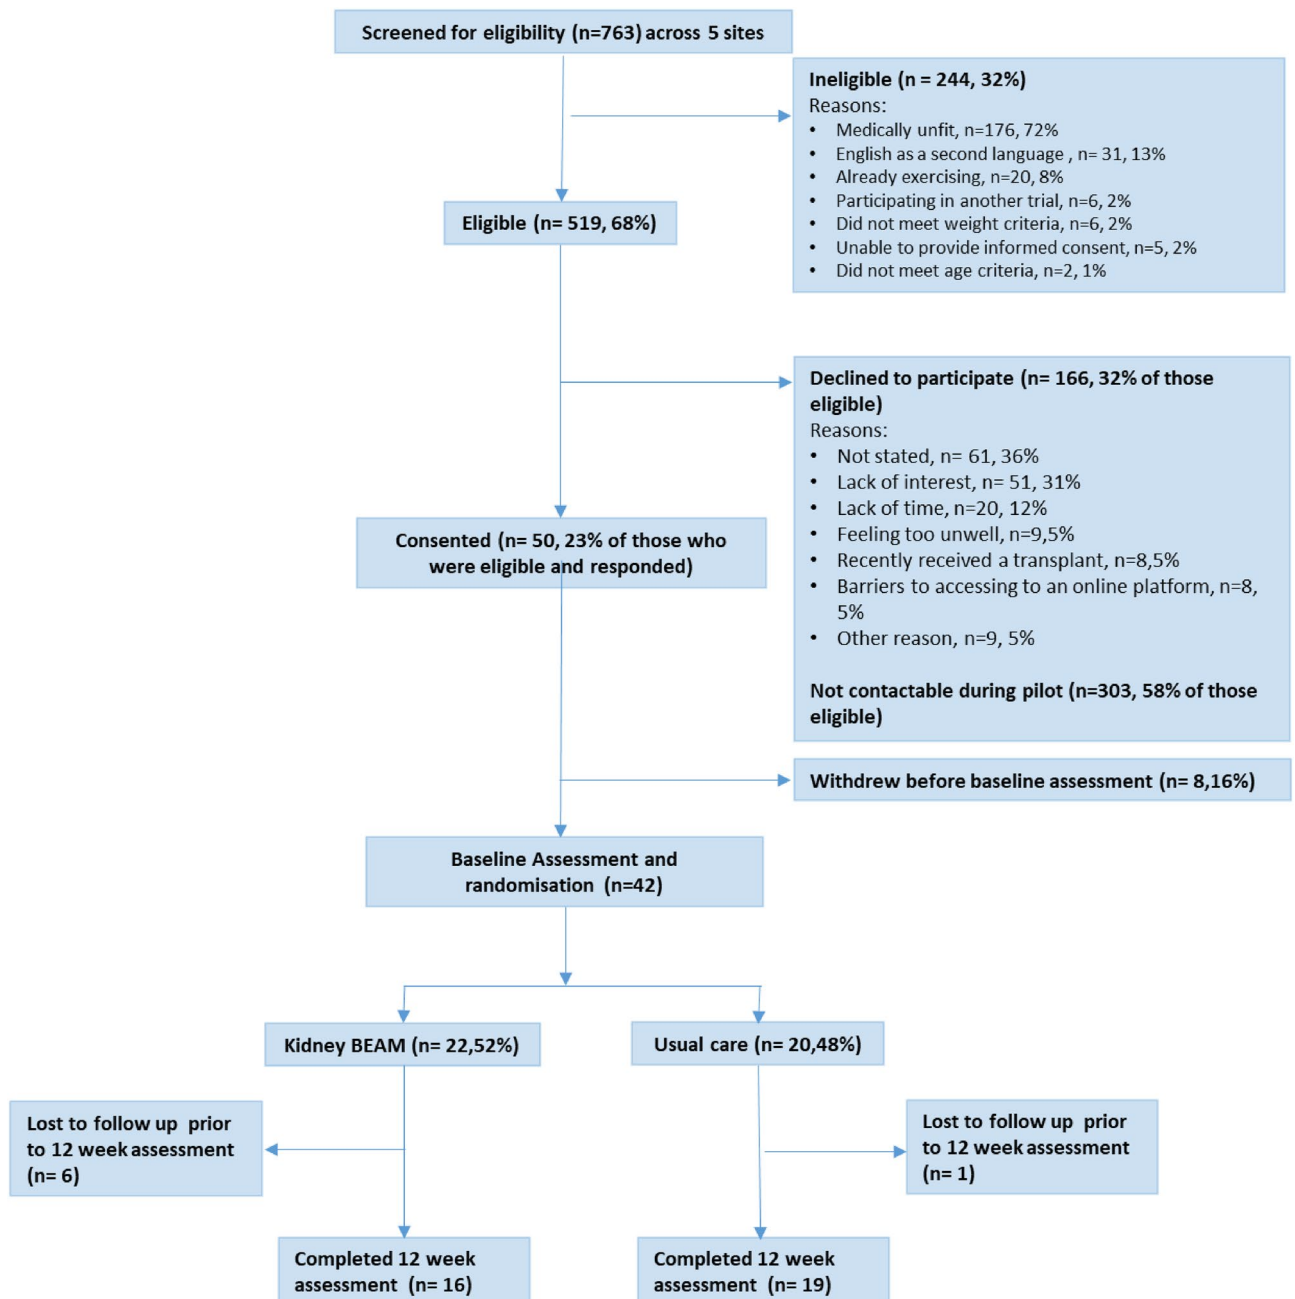 Screened for eligibility (n=763) across 5 sites
Ineligible (n = 244, 32%)
Reasons:
• Medically unfit, n=176, 72%
• English as a second language , n= 31, 13%
• Already exercising, n=20, 8%
• Participating in another trial, n=6, 2%
• Did not meet weight criteria, n=6, 2%
• Unable to provide informed consent, n=5, 2%
• Did not meet age criteria, n=2, 1%
Eligible (n= 519, 68%)
Declined to participate (n= 166, 32% of those
eligible)
Reasons:
• Not stated, n= 61, 36%
• Lack of interest, n= 51, 31%
• Lack of time, n=20, 12%
• Feeling too unwell, n=9,5%
• Recently received a transplant, n=8,5%
• Barriers to accessing to an online platform, n=8,
5%
• Other reason, n=9, 5%
Not contactable during pilot (n=303, 58% of those
eligible)
Consented (n= 50, 23% of those who
were eligible and responded)
Withdrew before baseline assessment (n= 8,16%)
Baseline Assessment and
randomisation (n=42)
Kidney BEAM (n= 22,52%)
Usual care (n= 20,48%)
Lost to follow up prior
to 12 week assessment
(n= 6)
Lost to follow up prior
to 12 week assessment
(n= 1)
Completed 12 week
assessment (n= 16)
Completed 12 week
assessment (n= 19)